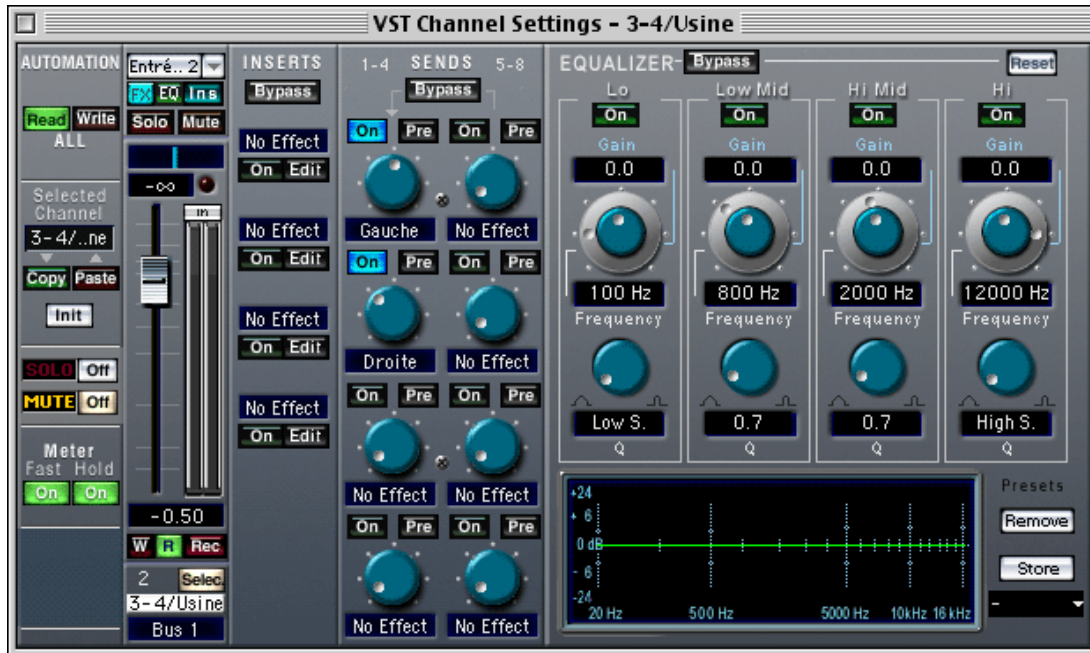 VST Channel Settings - 3-4/Usine
AUTOMATION
Read Write
ALL
Selected
Channel
3-4/..ne
Copy Paste
Init
SOLO Off
MUTE Off
Meter
Fast Hold
On On
Entré.. 2
FX EQ Ins
Solo Mute
-∞
in
-0.50
W R Rec
2 Selec.
3-4/Usine
Bus 1
INSERTS
Bypass
No Effect
On Edit
No Effect
On Edit
No Effect
On Edit
No Effect
On Edit
1-4 SENDS 5-8
Bypass
On Pre On Pre
Gauche No Effect
On Pre On Pre
Droite No Effect
On Pre On Pre
No Effect No Effect
On Pre On Pre
No Effect No Effect
EQUALIZER Bypass Reset
Lo Low Mid Hi Mid Hi
On On On On
Gain Gain Gain Gain
0.0 0.0 0.0 0.0
100 Hz 800 Hz 2000 Hz 12000 Hz
Frequency Frequency Frequency Frequency
Low S. 0.7 0.7 High S.
Q Q Q Q
+24
+ 6
0 dB
- 6
-24
20 Hz 500 Hz 5000 Hz 10kHz 16kHz
Presets
Remove
Store
-